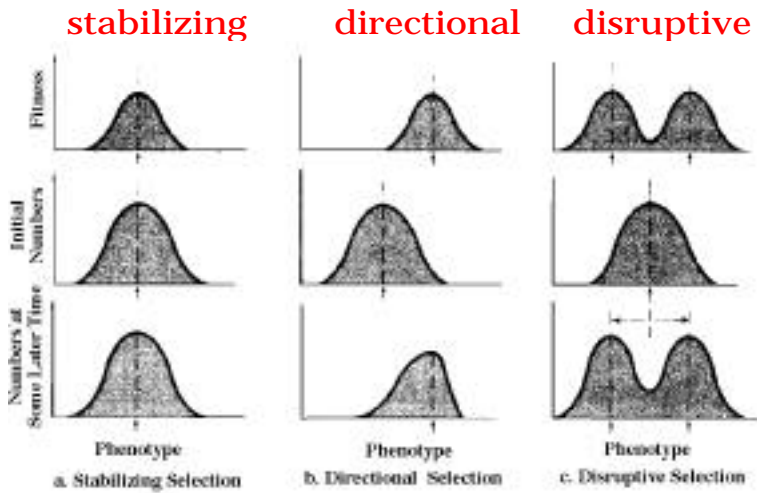 stabilizing directional disruptive
Fitness
Initial
Numbers
Numbers at
Some Later Time
Phenotype Phenotype Phenotype
a. Stabilizing Selection b. Directional Selection c. Disruptive Selection